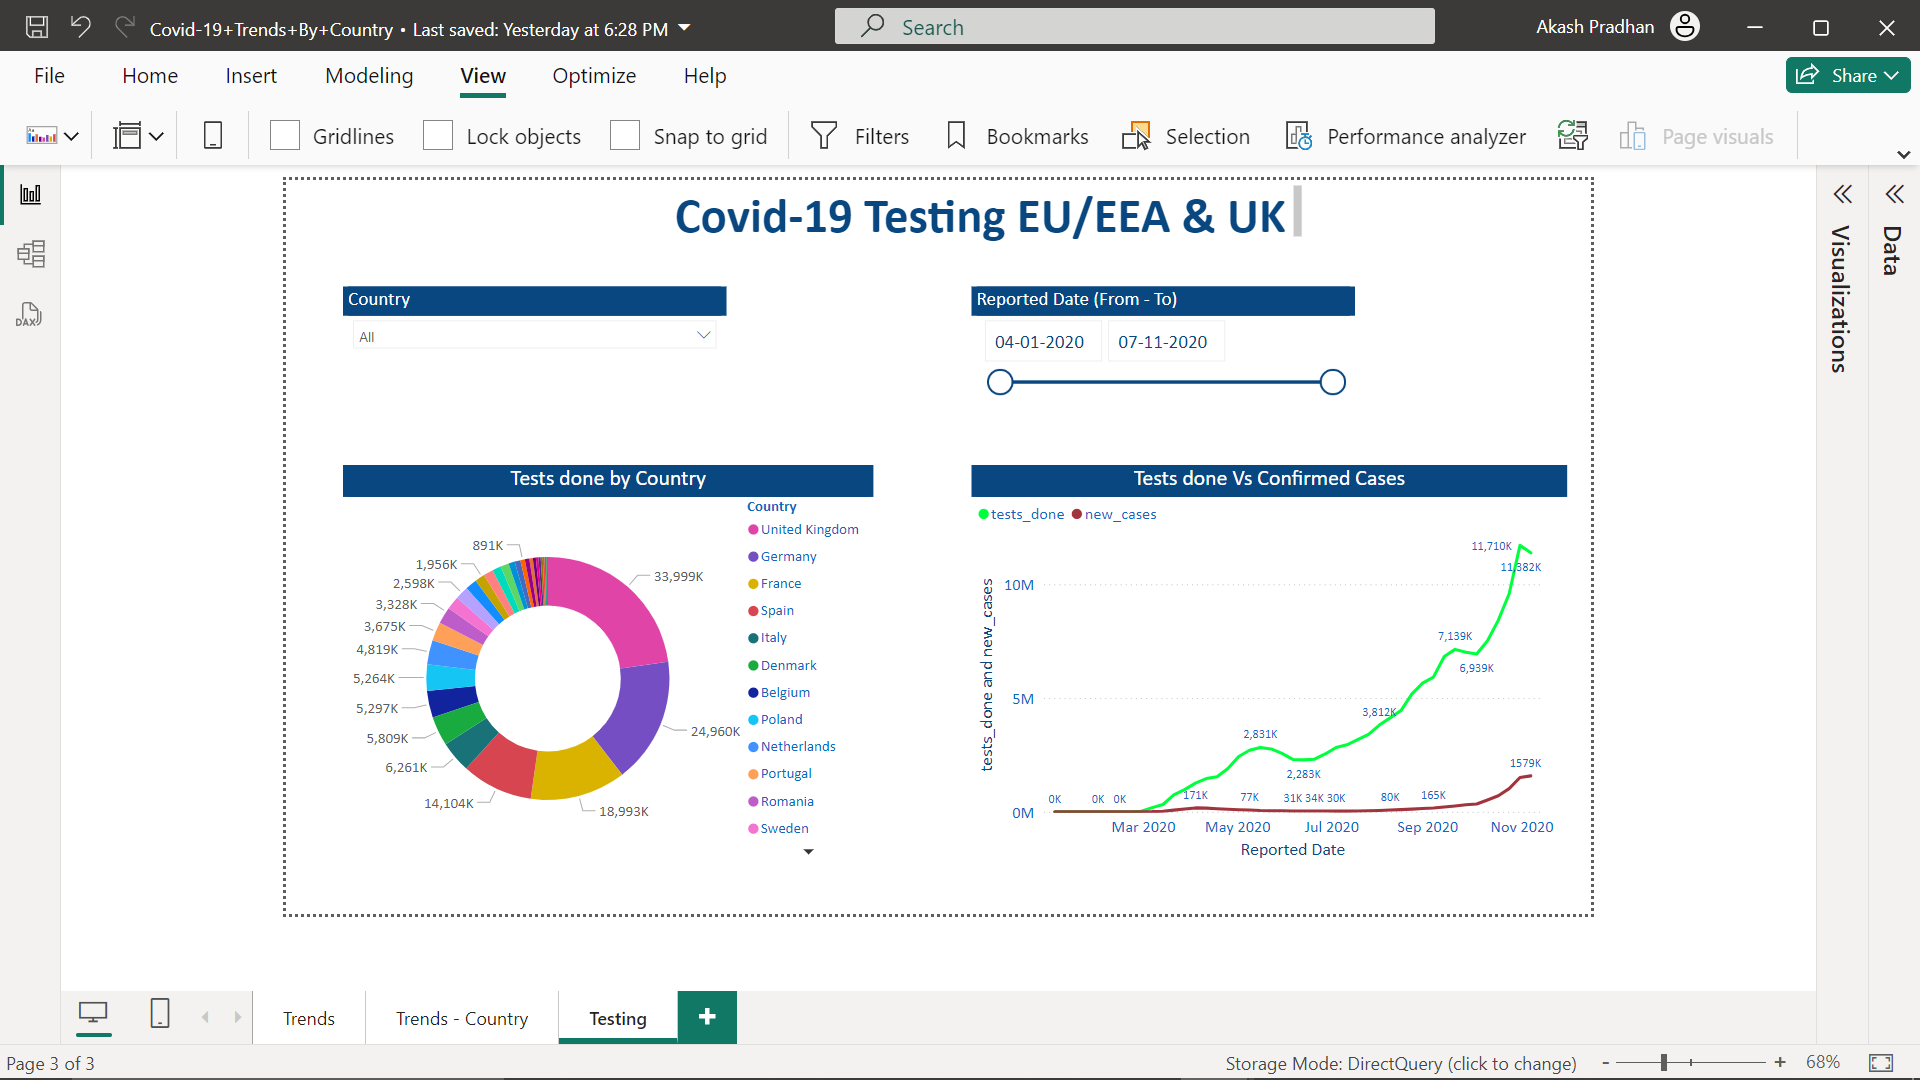 Covid-19+Trends+By+Country • Last saved: Yesterday at 6:28 PM
Search
Akash Pradhan
File Home Insert Modeling View Optimize Help
Share
Gridlines Lock objects Snap to grid Filters Bookmarks Selection Performance analyzer Page visuals
DAX
Visualizations
Data
Covid-19 Testing EU/EEA & UK
Country
All
Reported Date (From - To)
04-01-2020 07-11-2020
Tests done by Country
Country
United Kingdom
Germany
France
Spain
Italy
Denmark
Belgium
Poland
Netherlands
Portugal
Romania
Sweden
891K
1,956K
2,598K
3,328K
3,675K
4,819K
5,264K
5,297K
5,809K
6,261K
14,104K
18,993K
24,960K
33,999K
Tests done Vs Confirmed Cases
tests_done new_cases
tests_done and new_cases
10M
5M
0M
11,710K
11,382K
7,139K
6,939K
3,812K
2,831K
2,283K
1579K
0K 0K 0K 171K 77K 31K 34K 30K 80K 165K
Mar 2020 May 2020 Jul 2020 Sep 2020 Nov 2020
Reported Date
Trends Trends - Country Testing +
Page 3 of 3
Storage Mode: DirectQuery (click to change) - + 68%